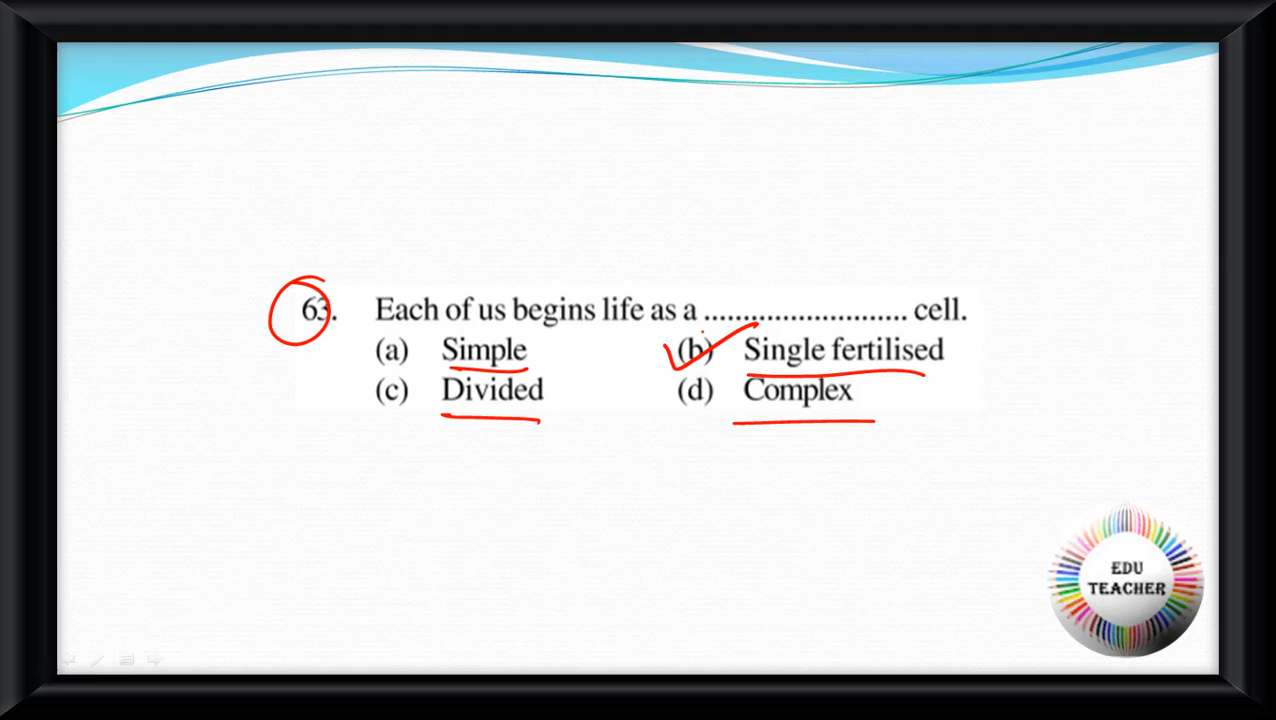 63. Each of us begins life as a .......................... cell.
(a) Simple (b) Single fertilised
(c) Divided (d) Complex
EDU
TEACHER